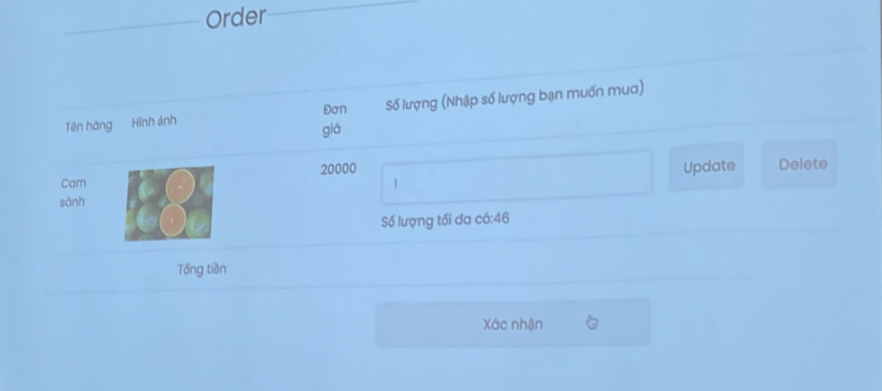 Order
Tên hàng Hình ảnh Đơn giá Số lượng (Nhập số lượng bạn muốn mua)
Cam sành 20000 1 Update Delete
Số lượng tối đa có:46
Tổng tiền
Xác nhận